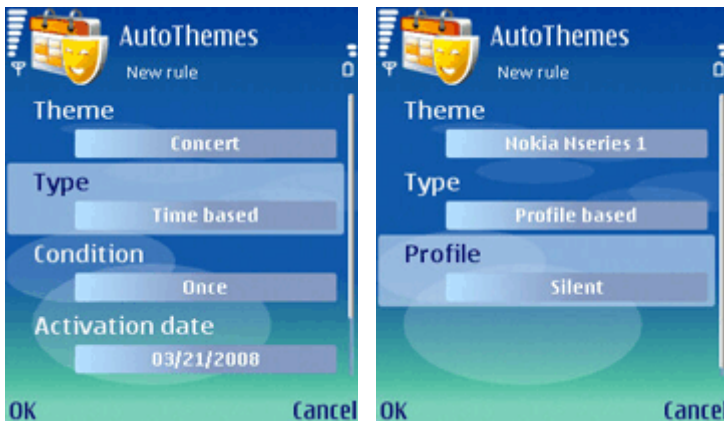 AutoThemes
New rule
Theme
Concert
Type
Time based
Condition
Once
Activation date
03/21/2008
OK Cancel
AutoThemes
New rule
Theme
Nokia Nseries 1
Type
Profile based
Profile
Silent
OK Cancel